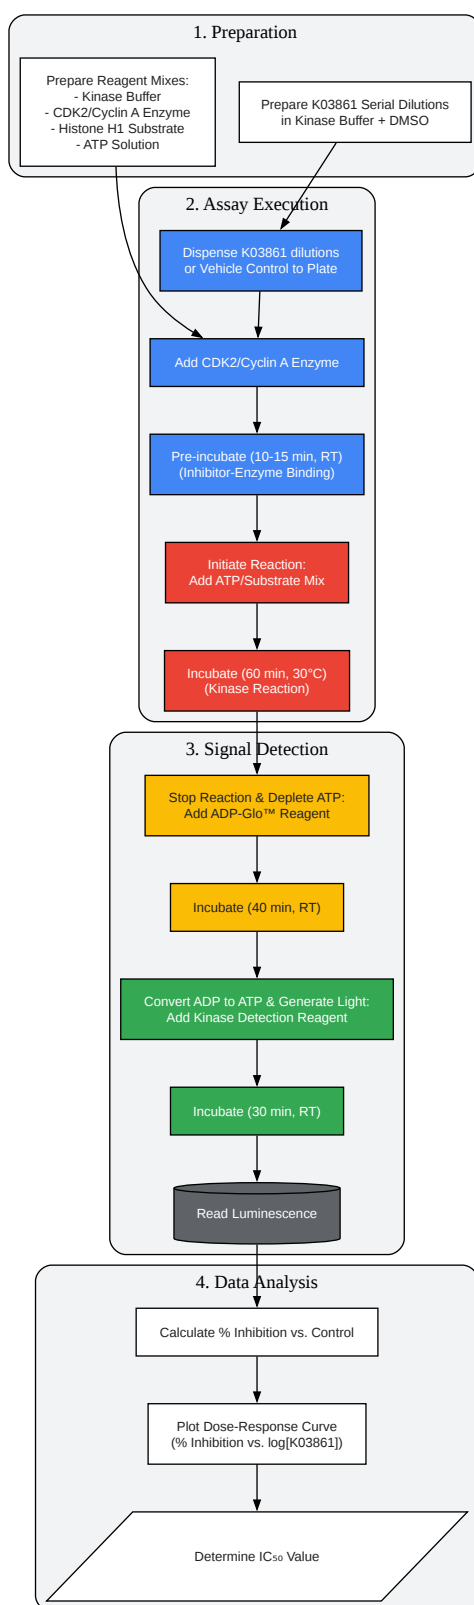 1. Preparation
Prepare Reagent Mixes:
- Kinase Buffer
- CDK2/Cyclin A Enzyme
- Histone H1 Substrate
- ATP Solution
Prepare K03861 Serial Dilutions
in Kinase Buffer + DMSO
2. Assay Execution
Dispense K03861 dilutions
or Vehicle Control to Plate
Add CDK2/Cyclin A Enzyme
Pre-incubate (10-15 min, RT)
(Inhibitor-Enzyme Binding)
Initiate Reaction:
Add ATP/Substrate Mix
Incubate (60 min, 30°C)
(Kinase Reaction)
3. Signal Detection
Stop Reaction & Deplete ATP:
Add ADP-Glo™ Reagent
Incubate (40 min, RT)
Convert ADP to ATP & Generate Light:
Add Kinase Detection Reagent
Incubate (30 min, RT)
Read Luminescence
4. Data Analysis
Calculate % Inhibition vs. Control
Plot Dose-Response Curve
(% Inhibition vs. log[K03861])
Determine IC₅₀ Value